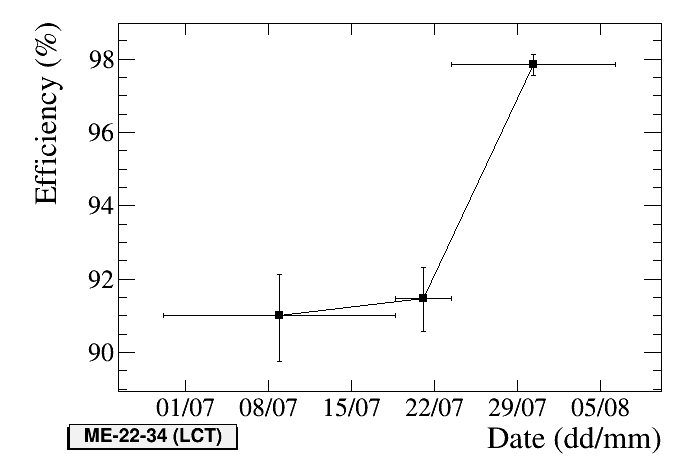 Efficiency (%)
98
96
94
92
90
01/07 08/07 15/07 22/07 29/07 05/08
ME-22-34 (LCT)
Date (dd/mm)